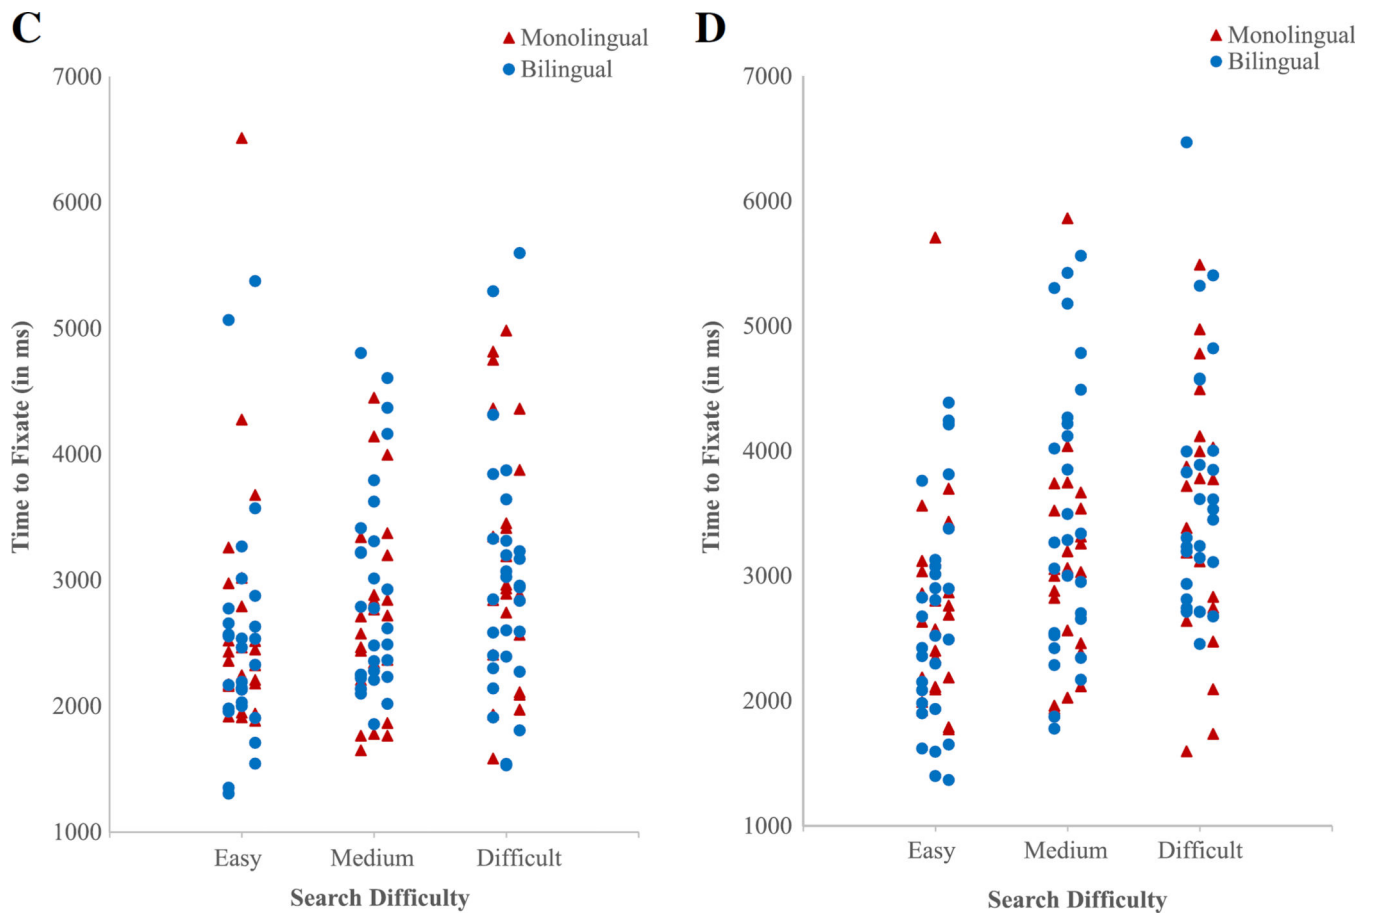 C
Monolingual
Bilingual
7000
6000
5000
4000
3000
2000
1000
Time to Fixate (in ms)
Easy Medium Difficult
Search Difficulty
D
Monolingual
Bilingual
7000
6000
5000
4000
3000
2000
1000
Time to Fixate (in ms)
Easy Medium Difficult
Search Difficulty